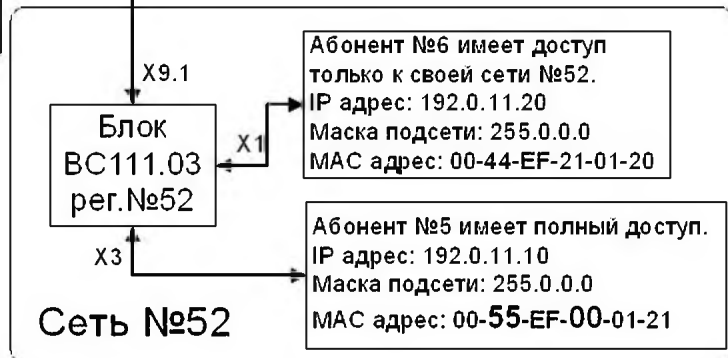 X9.1
Блок
ВС111.03
рег.№52
X1
X3
Абонент №6 имеет доступ
только к своей сети №52.
IP адрес: 192.0.11.20
Маска подсети: 255.0.0.0
MAC адрес: 00-44-EF-21-01-20
Абонент №5 имеет полный доступ.
IP адрес: 192.0.11.10
Маска подсети: 255.0.0.0
MAC адрес: 00-55-EF-00-01-21
Сеть №52